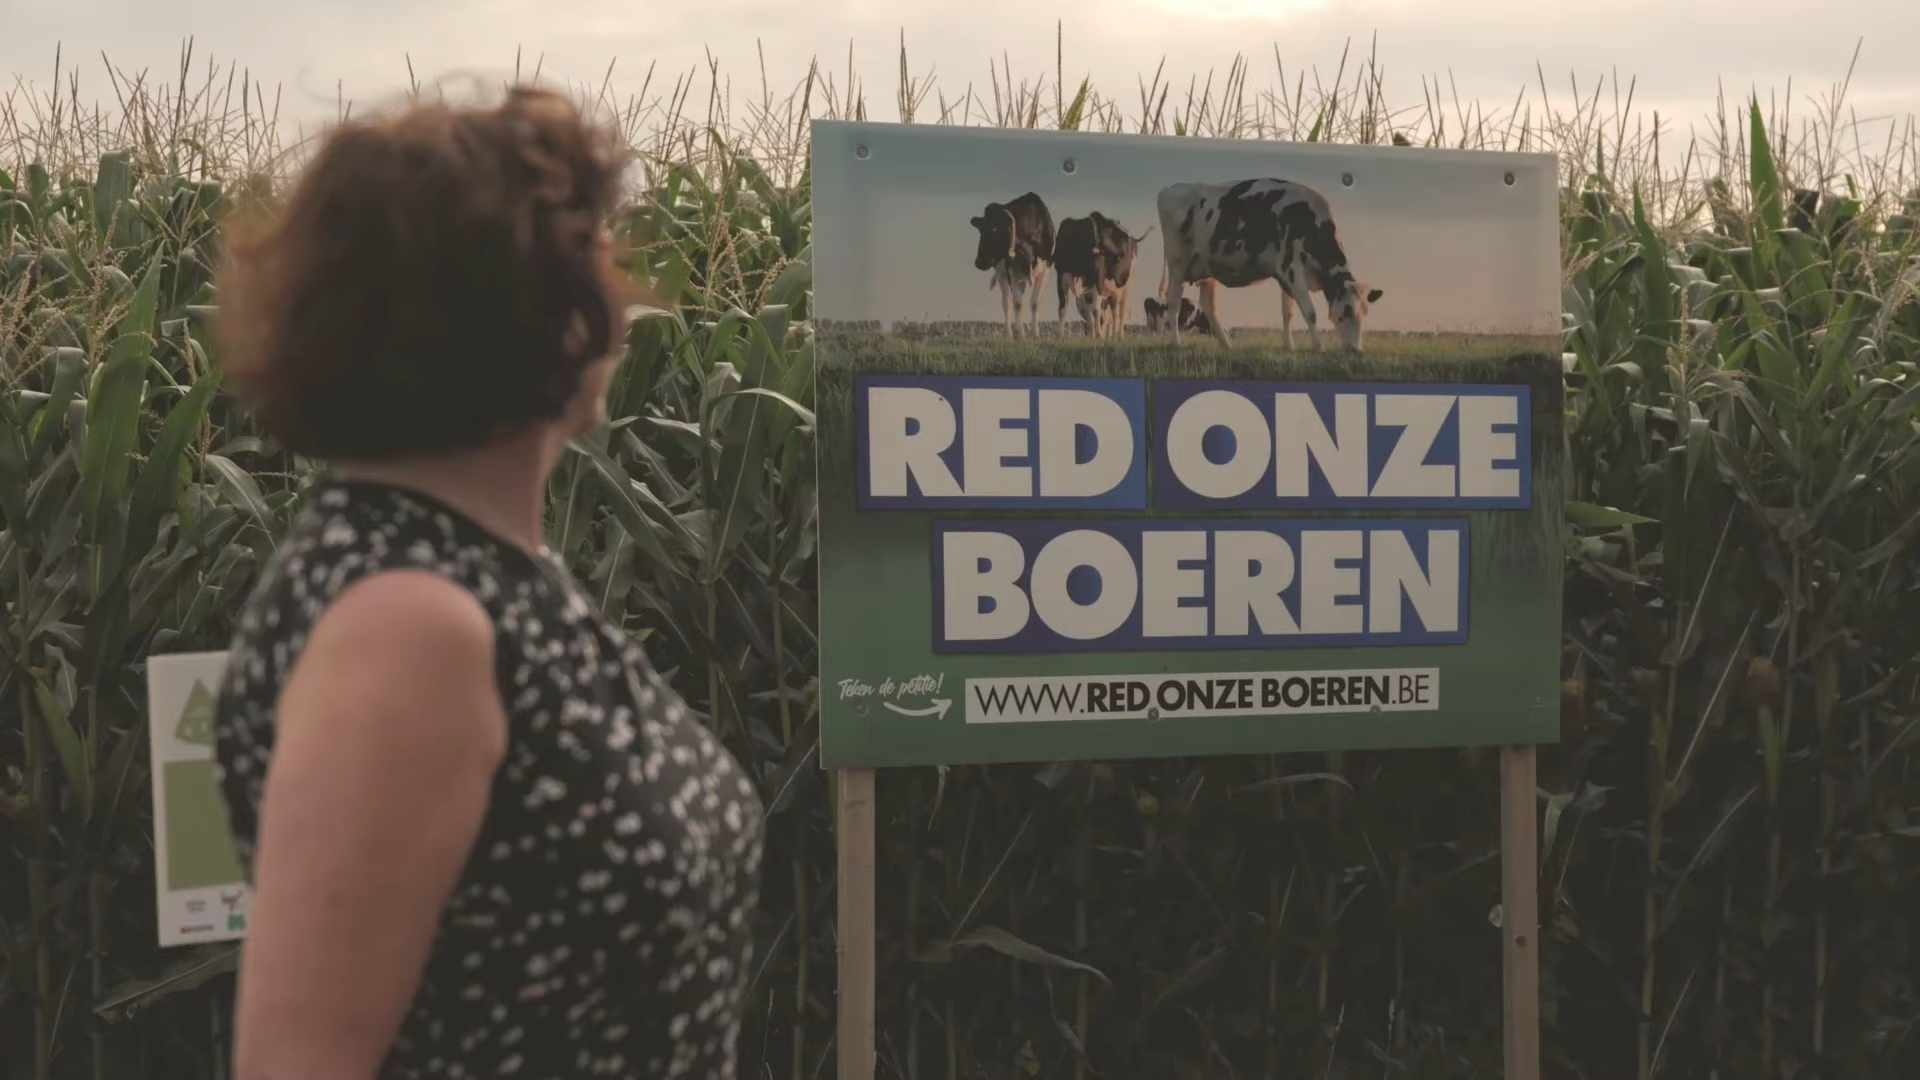 RED ONZE
BOEREN
Teken de petitie!
WWW.RED ONZE BOEREN.BE